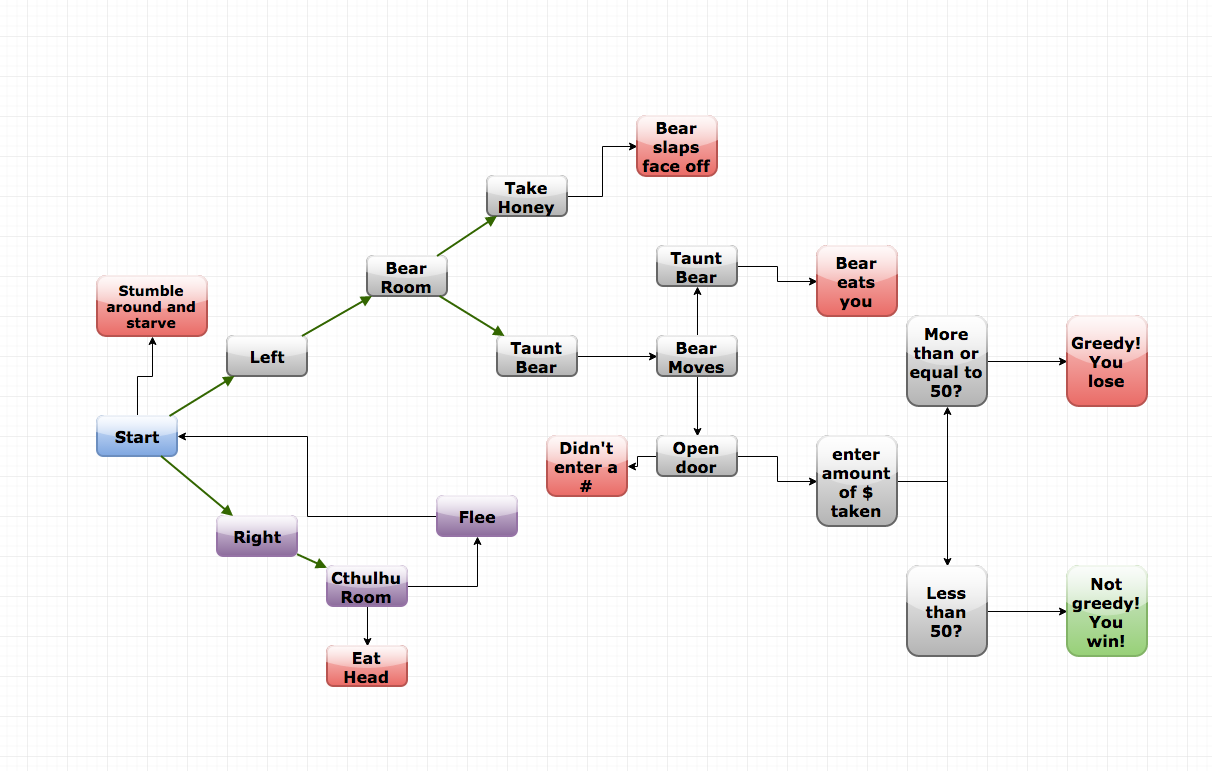 Bear
slaps
face off
Take
Honey
Bear
Room
Taunt
Bear
Bear
eats
you
Stumble
around and
starve
Left
Taunt
Bear
Bear
Moves
More
than or
equal to
50?
Greedy!
You
lose
Start
Didn't
enter a
#
Open
door
enter
amount
of $
taken
Right
Flee
Cthulhu
Room
Eat
Head
Less
than
50?
Not
greedy!
You
win!